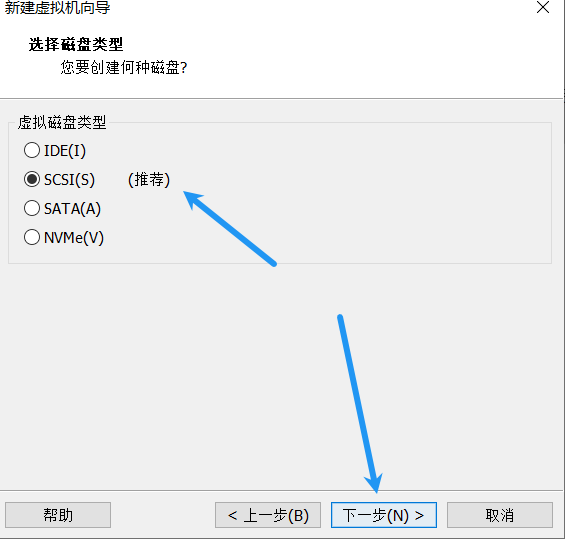 新建虚拟机向导
选择磁盘类型
您要创建何种磁盘?
虚拟磁盘类型
IDE(I)
SCSI(S) (推荐)
SATA(A)
NVMe(V)
帮助 < 上一步(B) 下一步(N) > 取消